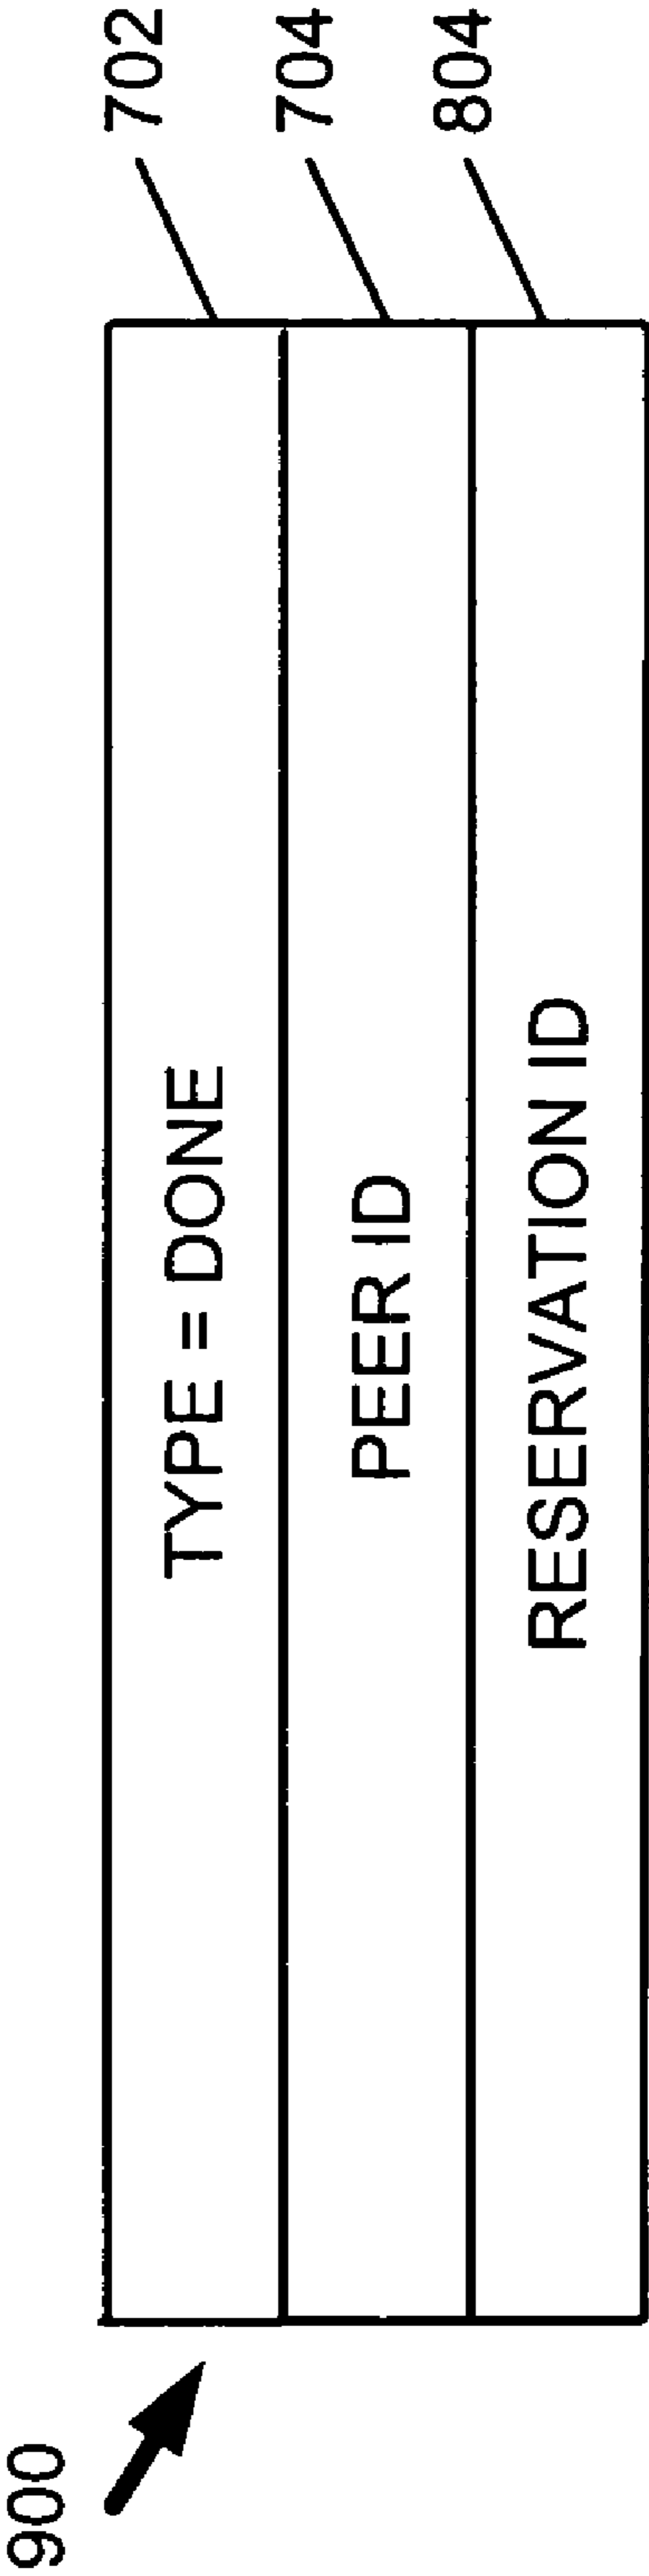 900
TYPE = DONE
702
PEER ID
704
RESERVATION ID
804